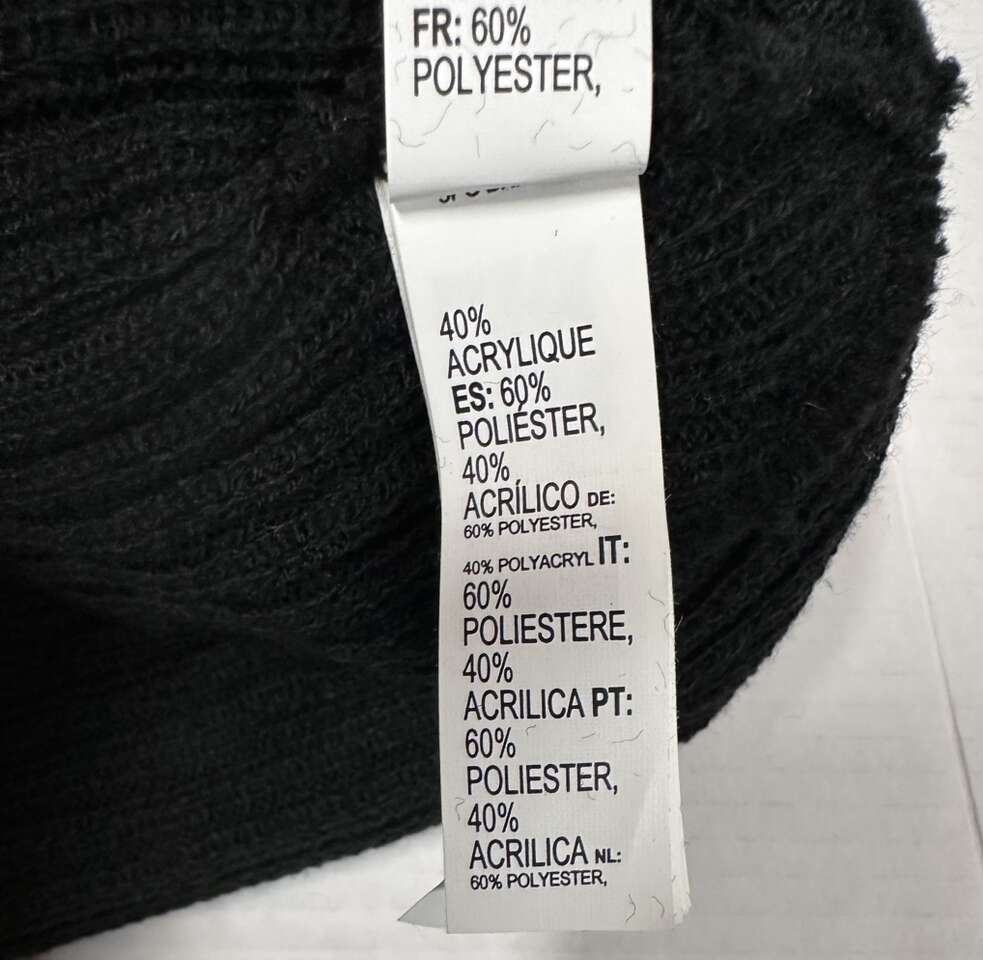 FR: 60%
POLYESTER,
40%
ACRYLIQUE
ES: 60%
POLIÉSTER,
40%
ACRÍLICO DE:
60% POLYESTER,
40% POLYACRYL IT:
60%
POLIESTERE,
40%
ACRILICA PT:
60%
POLIESTER,
40%
ACRILICA NL:
60% POLYESTER,